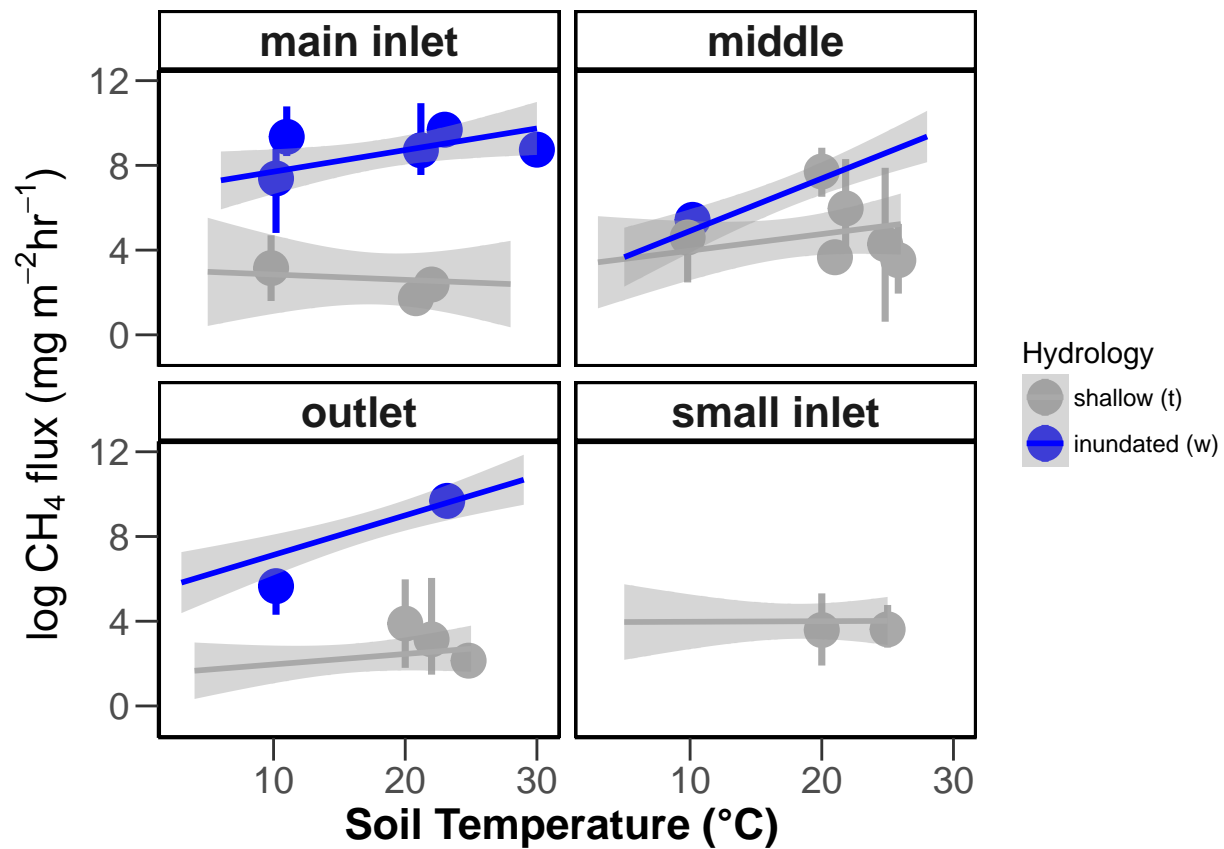 main inlet
middle
12
8
4
0
outlet
small inlet
12
8
4
0
10
20
30
10
20
30
Soil Temperature (°C)
log CH₄ flux (mg m⁻²hr⁻¹)
Hydrology
shallow (t)
inundated (w)